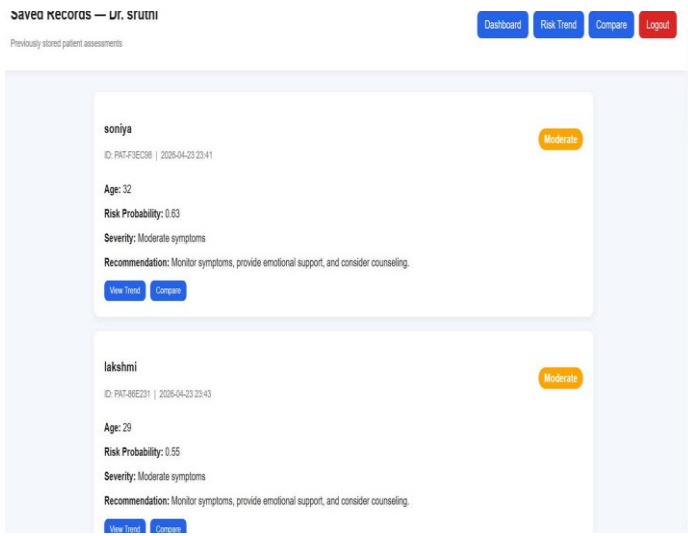 Saved Records — Dr. sruthi
Dashboard
Risk Trend
Compare
Logout
Previously stored patient assessments
soniya
Moderate
ID: PAT-F3EC98 | 2026-04-23 23:41
Age: 32
Risk Probability: 0.63
Severity: Moderate symptoms
Recommendation: Monitor symptoms, provide emotional support, and consider counseling.
View Trend
Compare
lakshmi
Moderate
ID: PAT-86E231 | 2026-04-23 23:43
Age: 29
Risk Probability: 0.55
Severity: Moderate symptoms
Recommendation: Monitor symptoms, provide emotional support, and consider counseling.
View Trend
Compare